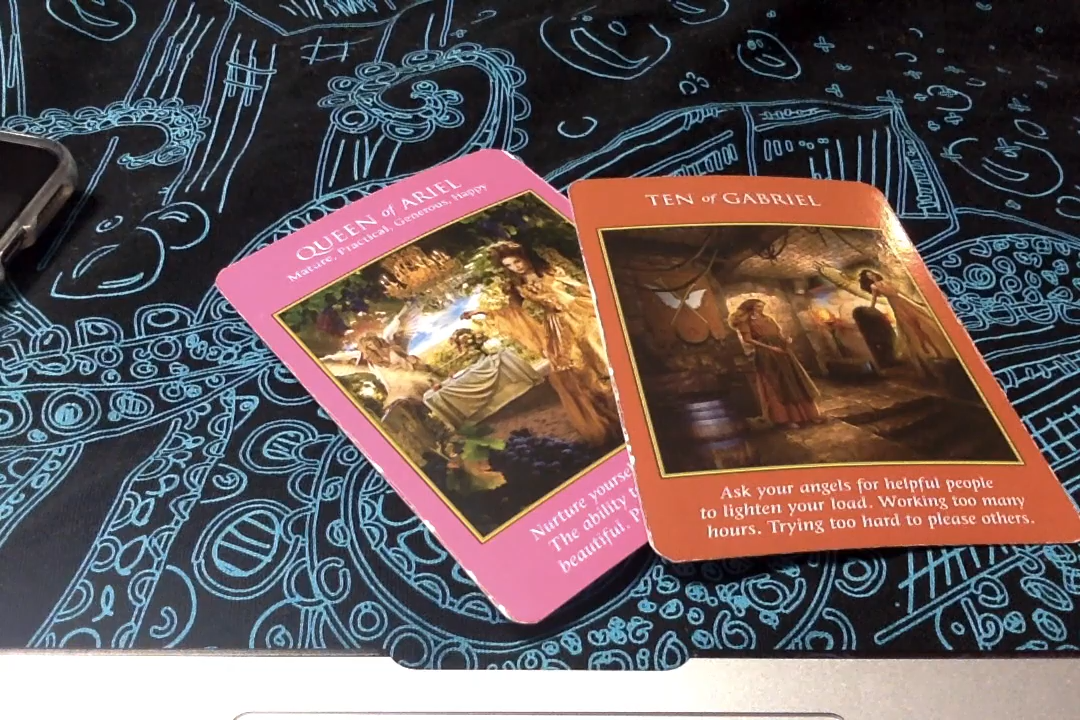 QUEEN of ARIEL
Mature, Practical, Generous, Happy
Nurture
The ability
beautiful.
TEN of GABRIEL
Ask your angels for helpful people
to lighten your load. Working too many
hours. Trying too hard to please others.